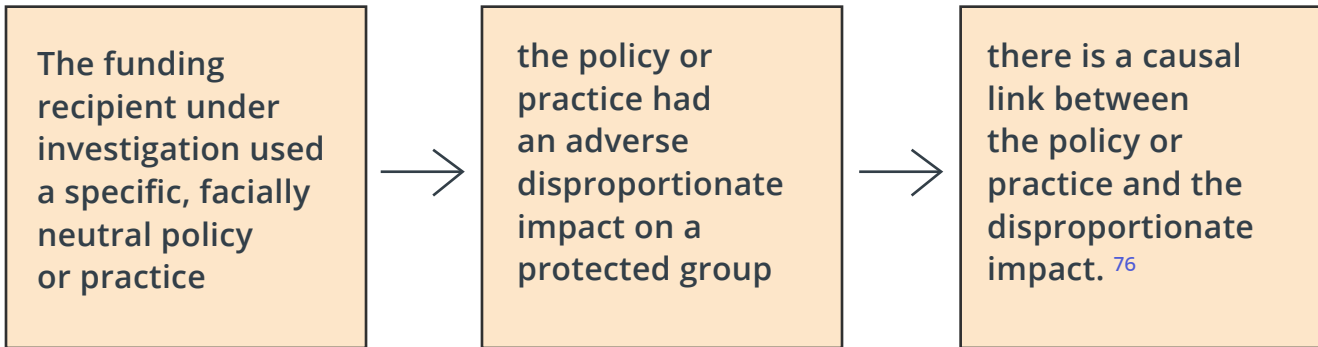 The funding
recipient under
investigation used
a specific, facially
neutral policy
or practice
the policy or
practice had
an adverse
disproportionate
impact on a
protected group
there is a causal
link between
the policy or
practice and the
disproportionate
impact. 76